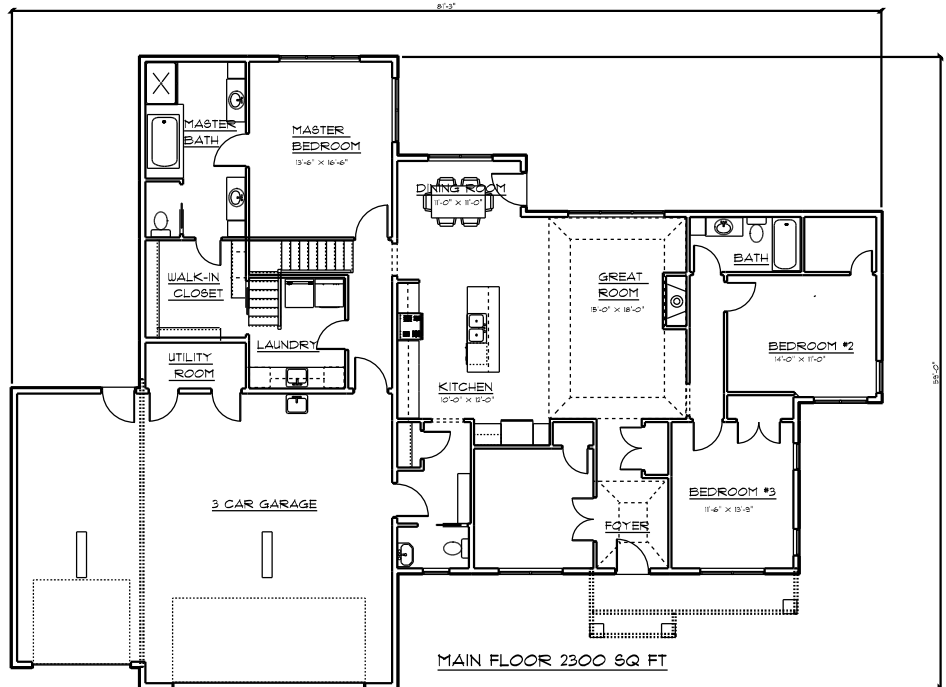 81'-3"
MASTER
BATH
MASTER
BEDROOM
13'-6" X 16'-6"
DINING ROOM
11'-0" X 11'-0"
WALK-IN
CLOSET
GREAT
ROOM
15'-0" X 18'-0"
BATH
LAUNDRY
BEDROOM #2
14'-0" X 11'-0"
UTILITY
ROOM
KITCHEN
10'-0" X 12'-0"
59'-0"
3 CAR GARAGE
BEDROOM #3
11'-6" X 13'-9"
FOYER
MAIN FLOOR 2300 SQ FT